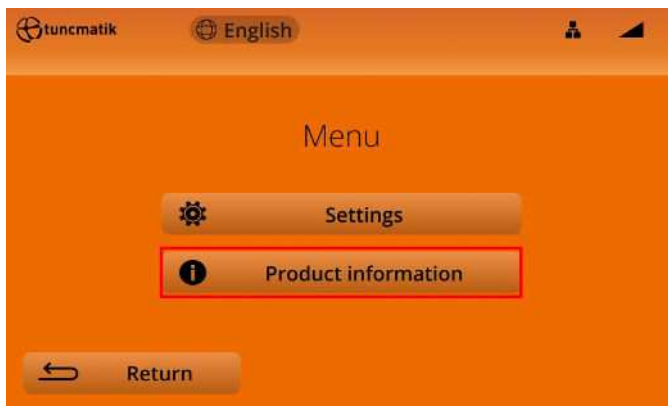 tuncmatik
English
Menu
Settings
Product information
Return